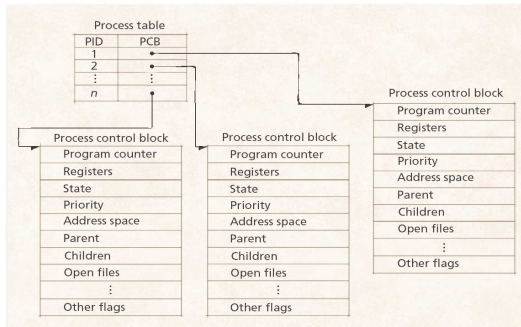 Process table
PID PCB
1
2
⋮ ⋮
n
Process control block
Program counter
Registers
State
Priority
Address space
Parent
Children
Open files
⋮
Other flags
Process control block
Program counter
Registers
State
Priority
Address space
Parent
Children
Open files
⋮
Other flags
Process control block
Program counter
Registers
State
Priority
Address space
Parent
Children
Open files
⋮
Other flags